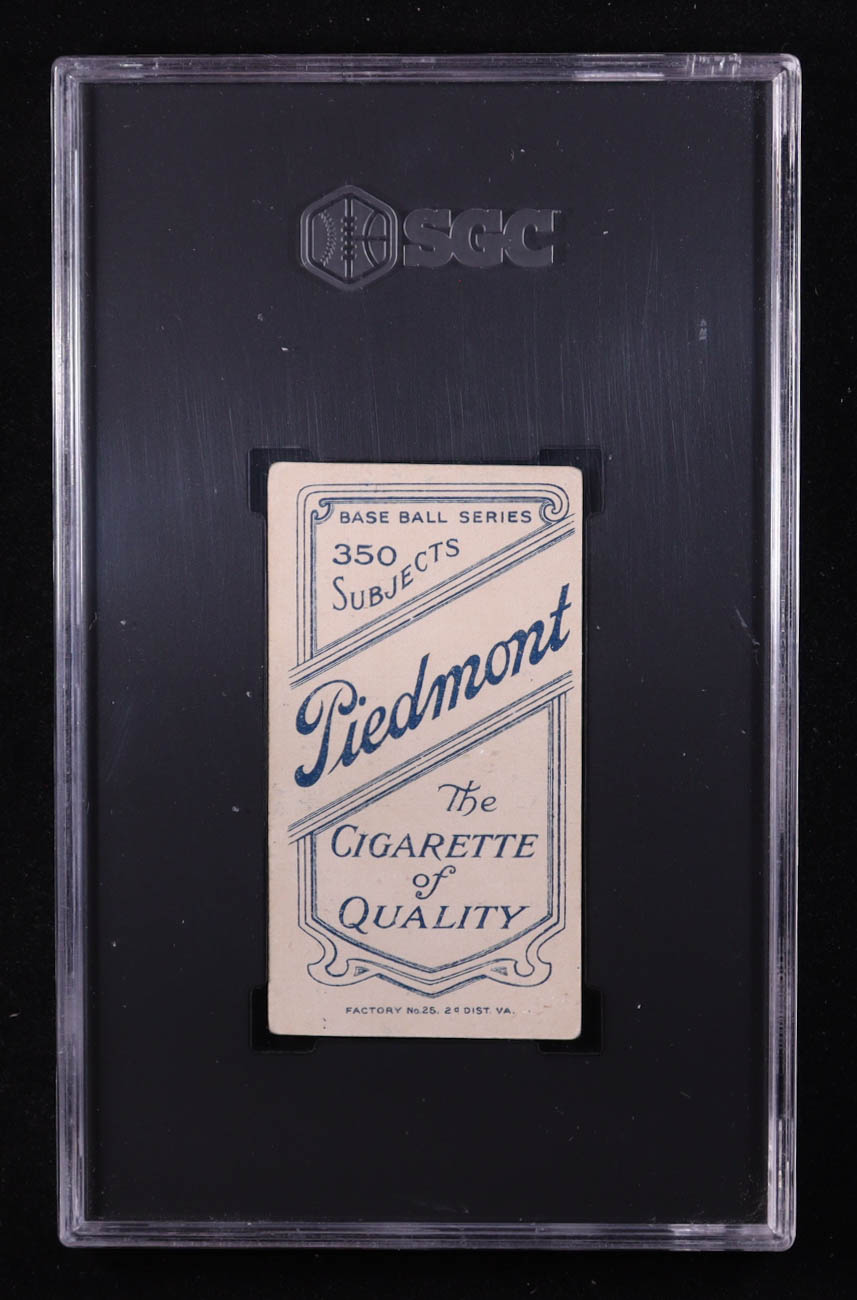 SGC
BASE BALL SERIES
350
SUBJECTS
Piedmont
The
CIGARETTE
of
QUALITY
FACTORY No. 25. 2d DIST. VA.